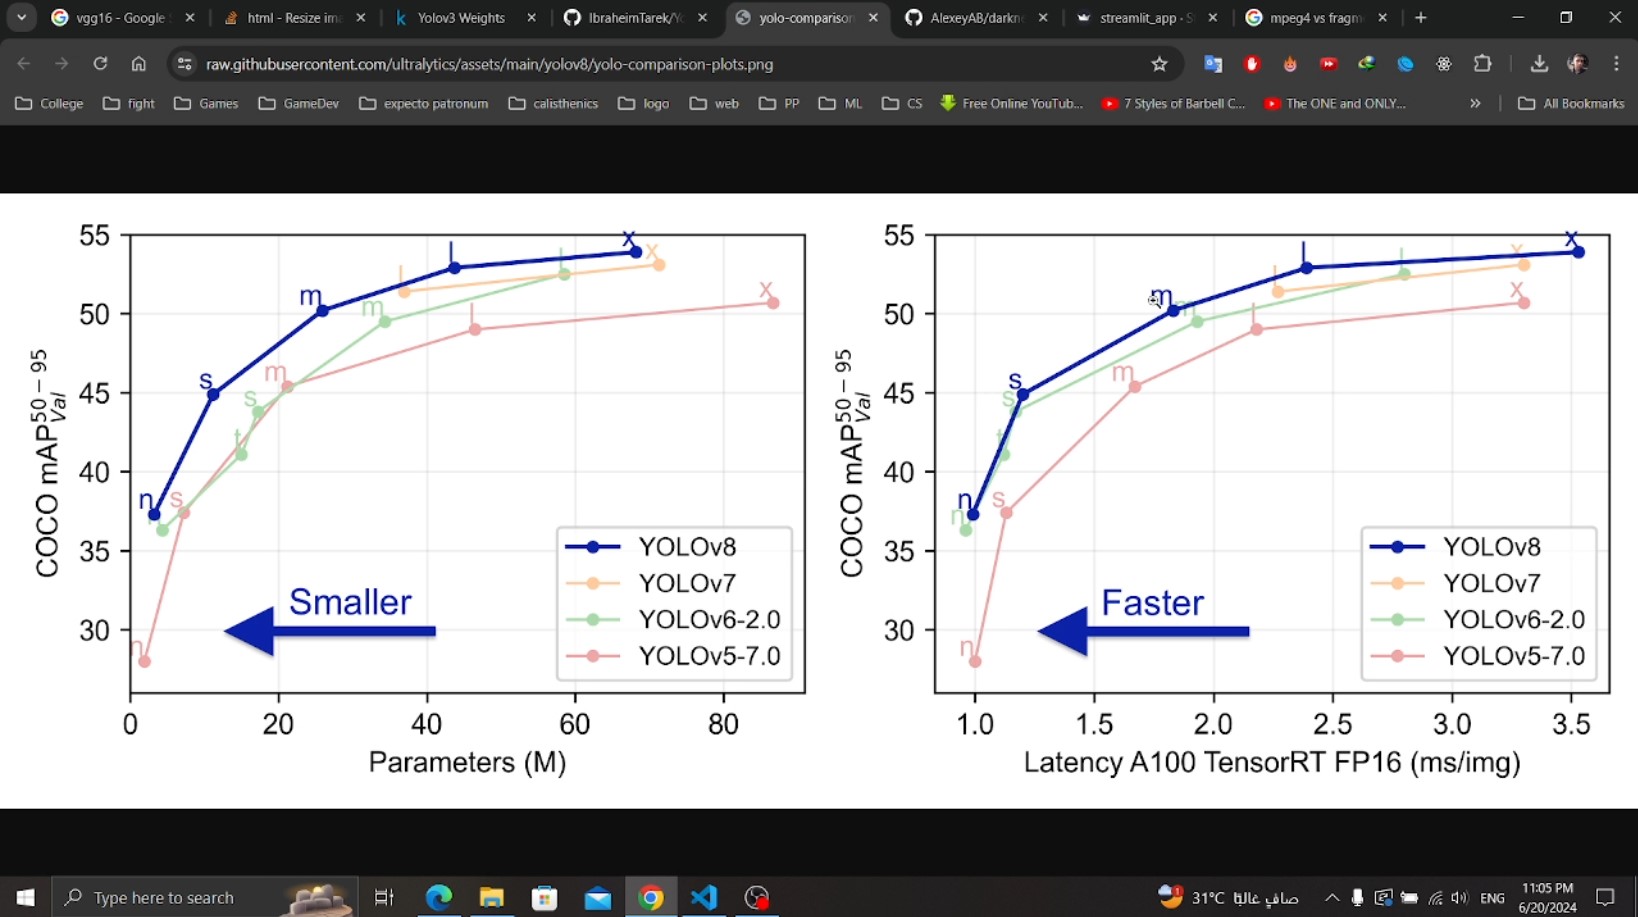 vgg16 - Google
html - Resize im
Yolov3 Weights
IbraheimTarek/Y
yolo-comparison
AlexeyAB/darkn
streamlit_app · S
mpeg4 vs fragm
raw.githubusercontent.com/ultralytics/assets/main/yolov8/yolo-comparison-plots.png
College
fight
Games
GameDev
expecto patronum
calisthenics
logo
web
PP
ML
CS
Free Online YouTub...
7 Styles of Barbell C...
The ONE and ONLY...
»
All Bookmarks
55
50
45
40
35
30
COCO mAP50−95 Val
n
s
m
l
x
l
x
t
s
m
l
n
s
m
l
x
Smaller
YOLOv8
YOLOv7
YOLOv6-2.0
YOLOv5-7.0
0 20 40 60 80
Parameters (M)
55
50
45
40
35
30
COCO mAP50−95 Val
n
s
m
l
x
l
x
n
t
s
m
l
n
s
m
l
x
Faster
YOLOv8
YOLOv7
YOLOv6-2.0
YOLOv5-7.0
1.0 1.5 2.0 2.5 3.0 3.5
Latency A100 TensorRT FP16 (ms/img)
Type here to search
1
31°C صافٍ غالبًا
ENG
11:05 PM
6/20/2024